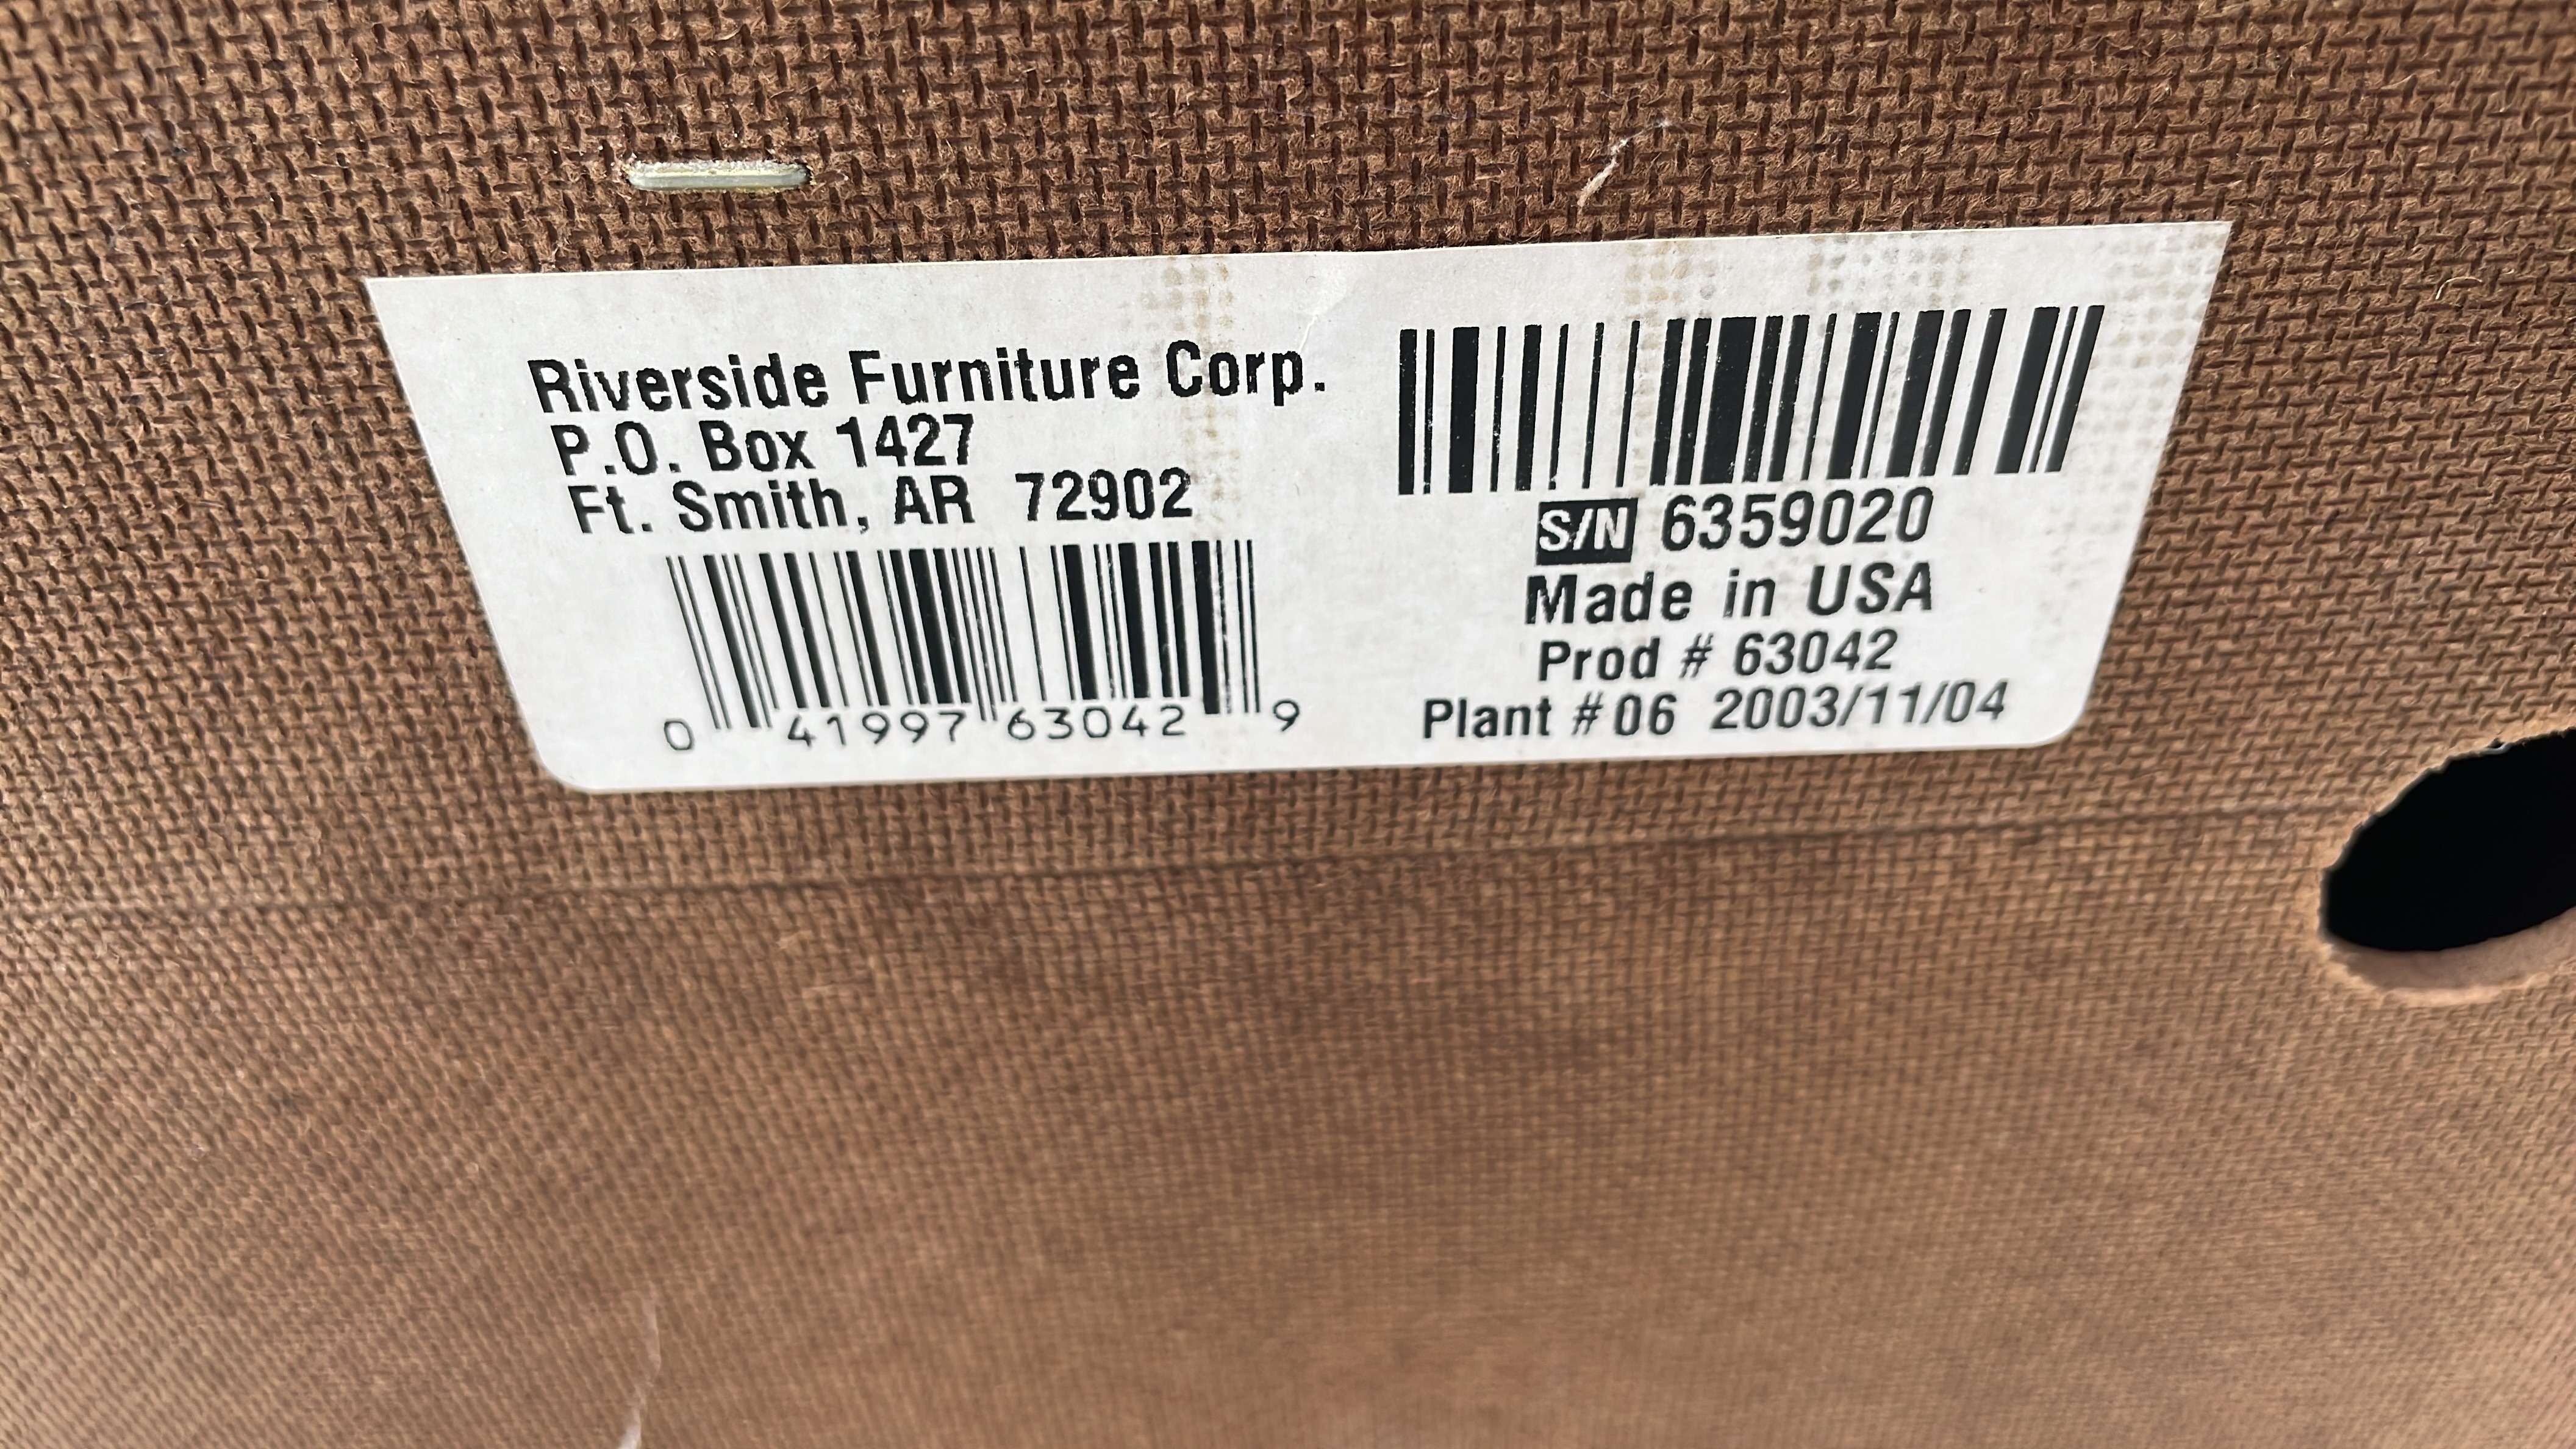 Riverside Furniture Corp.
P.O. Box 1427
Ft. Smith, AR 72902
0 41997 63042 9
S/N 6359020
Made in USA
Prod # 63042
Plant #06 2003/11/04